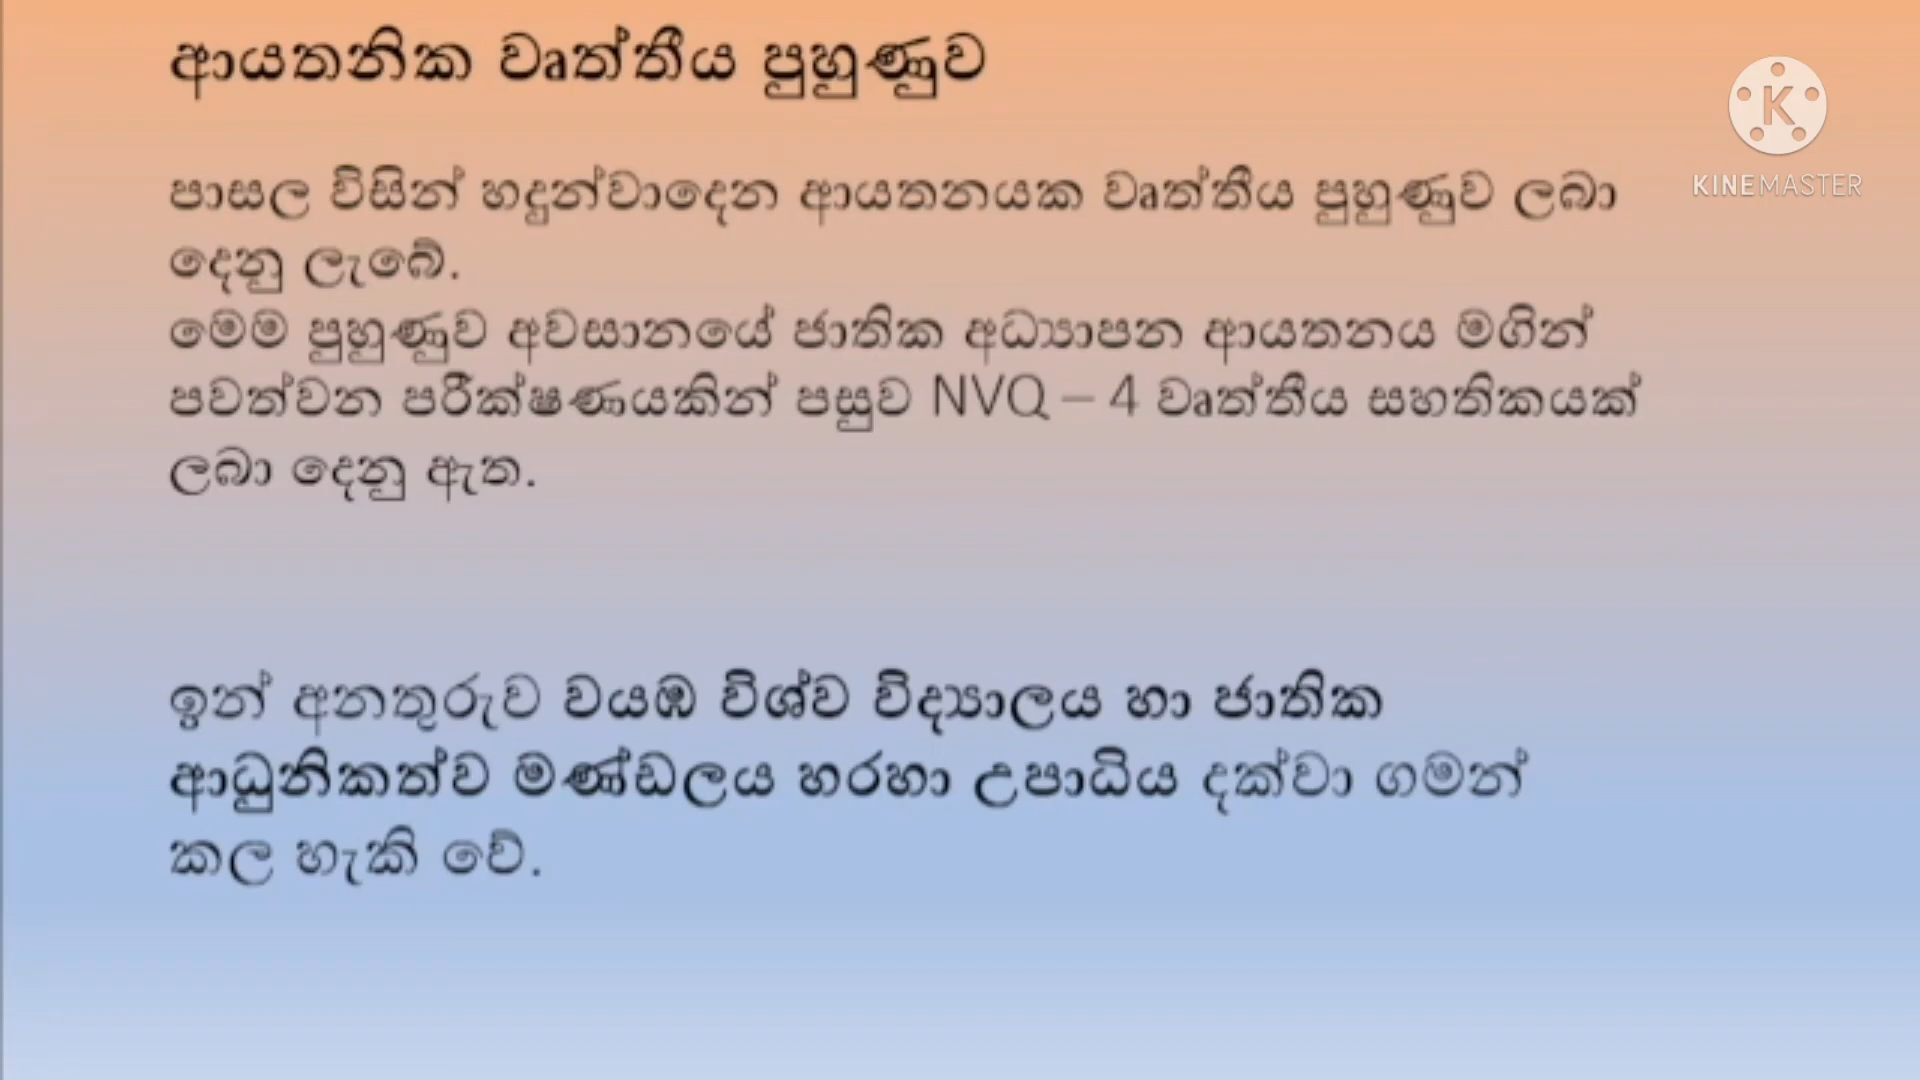 ආයතනික වෘත්තීය පුහුණුව
පාසල විසින් හදුන්වාදෙන ආයතනයක වෘත්තීය පුහුණුව ලබා
දෙනු ලැබේ.
මෙම පුහුණුව අවසානයේ ජාතික අධ්‍යාපන ආයතනය මගින්
පවත්වන පරීක්ෂණයකින් පසුව NVQ – 4 වෘත්තීය සහතිකයක්
ලබා දෙනු ඇත.
ඉන් අනතුරුව වයඹ විශ්ව විද්‍යාලය හා ජාතික
ආධුනිකත්ව මණ්ඩලය හරහා උපාධිය දක්වා ගමන්
කල හැකි වේ.
K
KINEMASTER